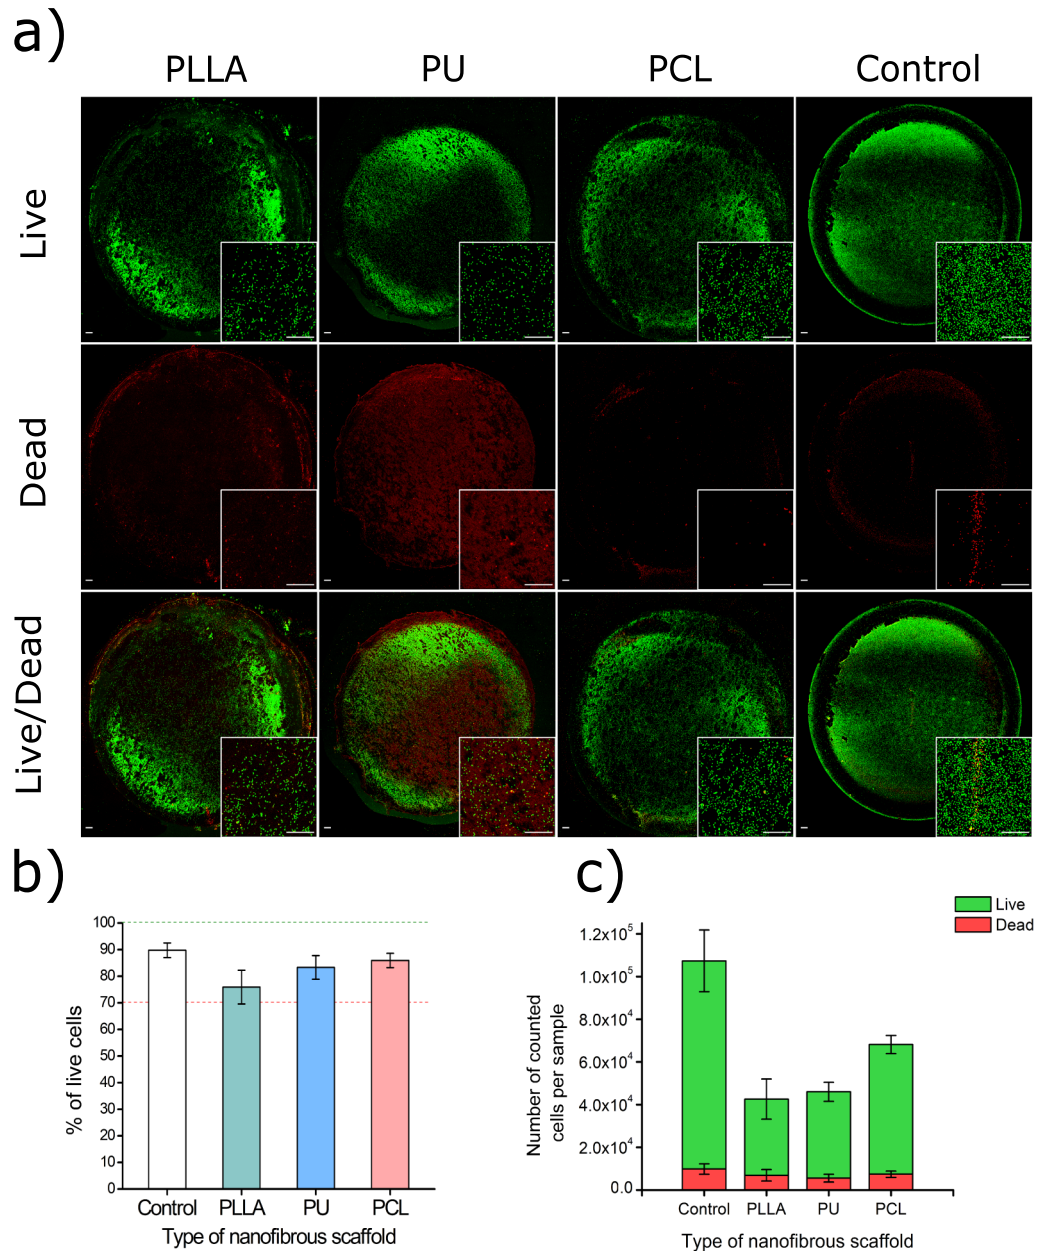 a)
PLLA PU PCL Control
Live
Dead
Live/Dead
b)
100
90
80
70
60
50
40
30
20
10
0
% of live cells
Control PLLA PU PCL
Type of nanofibrous scaffold
c)
Live
Dead
1.2x10⁵
1.0x10⁵
8.0x10⁴
6.0x10⁴
4.0x10⁴
2.0x10⁴
0.0
Number of counted
cells per sample
Control PLLA PU PCL
Type of nanofibrous scaffold